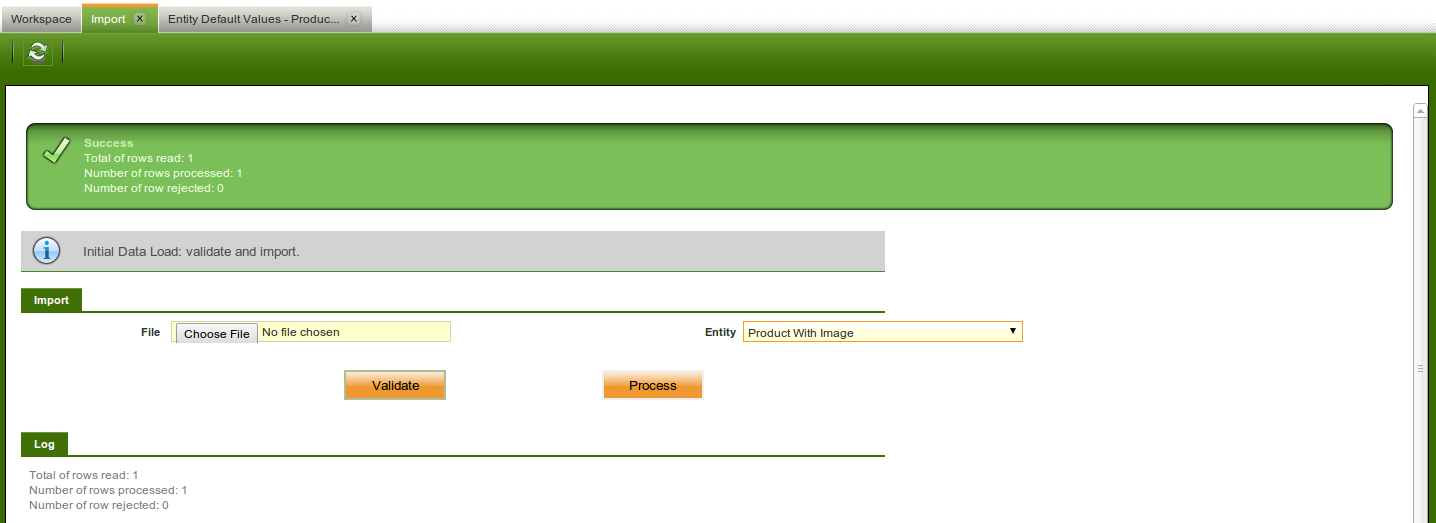 Workspace
Import x
Entity Default Values - Produc... x
Success
Total of rows read: 1
Number of rows processed: 1
Number of row rejected: 0
Initial Data Load: validate and import.
Import
File Choose File No file chosen Entity Product With Image
Validate Process
Log
Total of rows read: 1
Number of rows processed: 1
Number of row rejected: 0